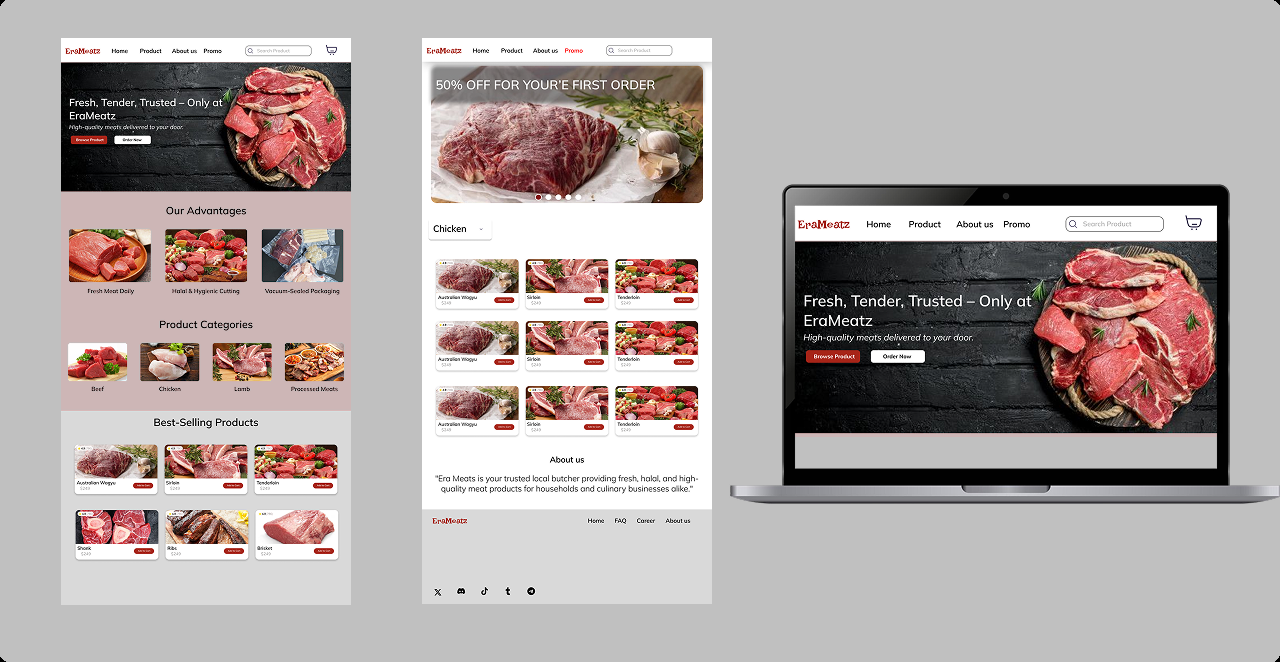 EraMeatz Home Product About us Promo Search Product
Fresh, Tender, Trusted – Only at
EraMeatz
High-quality meats delivered to your door.
Browse Product Order Now
Our Advantages
Fresh Meat Daily Halal & Hygienic Cutting Vacuum-Sealed Packaging
Product Categories
Beef Chicken Lamb Processed Meats
Best-Selling Products
Australian Wagyu Sirloin Tenderloin
$249 Add to Cart $249 Add to Cart $249 Add to Cart
Shank Ribs Bricket
$249 Add to Cart $249 Add to Cart $249 Add to Cart
EraMeatz Home Product About us Promo Search Product
50% OFF FOR YOUR'E FIRST ORDER
Chicken
Australian Wagyu Sirloin Tenderloin
$249 Add to Cart $249 Add to Cart $249 Add to Cart
Australian Wagyu Sirloin Tenderloin
$249 Add to Cart $249 Add to Cart $249 Add to Cart
Australian Wagyu Sirloin Tenderloin
$249 Add to Cart $249 Add to Cart $249 Add to Cart
About us
"Era Meats is your trusted local butcher providing fresh, halal, and high-
quality meat products for households and culinary businesses alike."
EraMeatz Home FAQ Career About us
EraMeatz Home Product About us Promo Search Product
Fresh, Tender, Trusted – Only at
EraMeatz
High-quality meats delivered to your door.
Browse Product Order Now